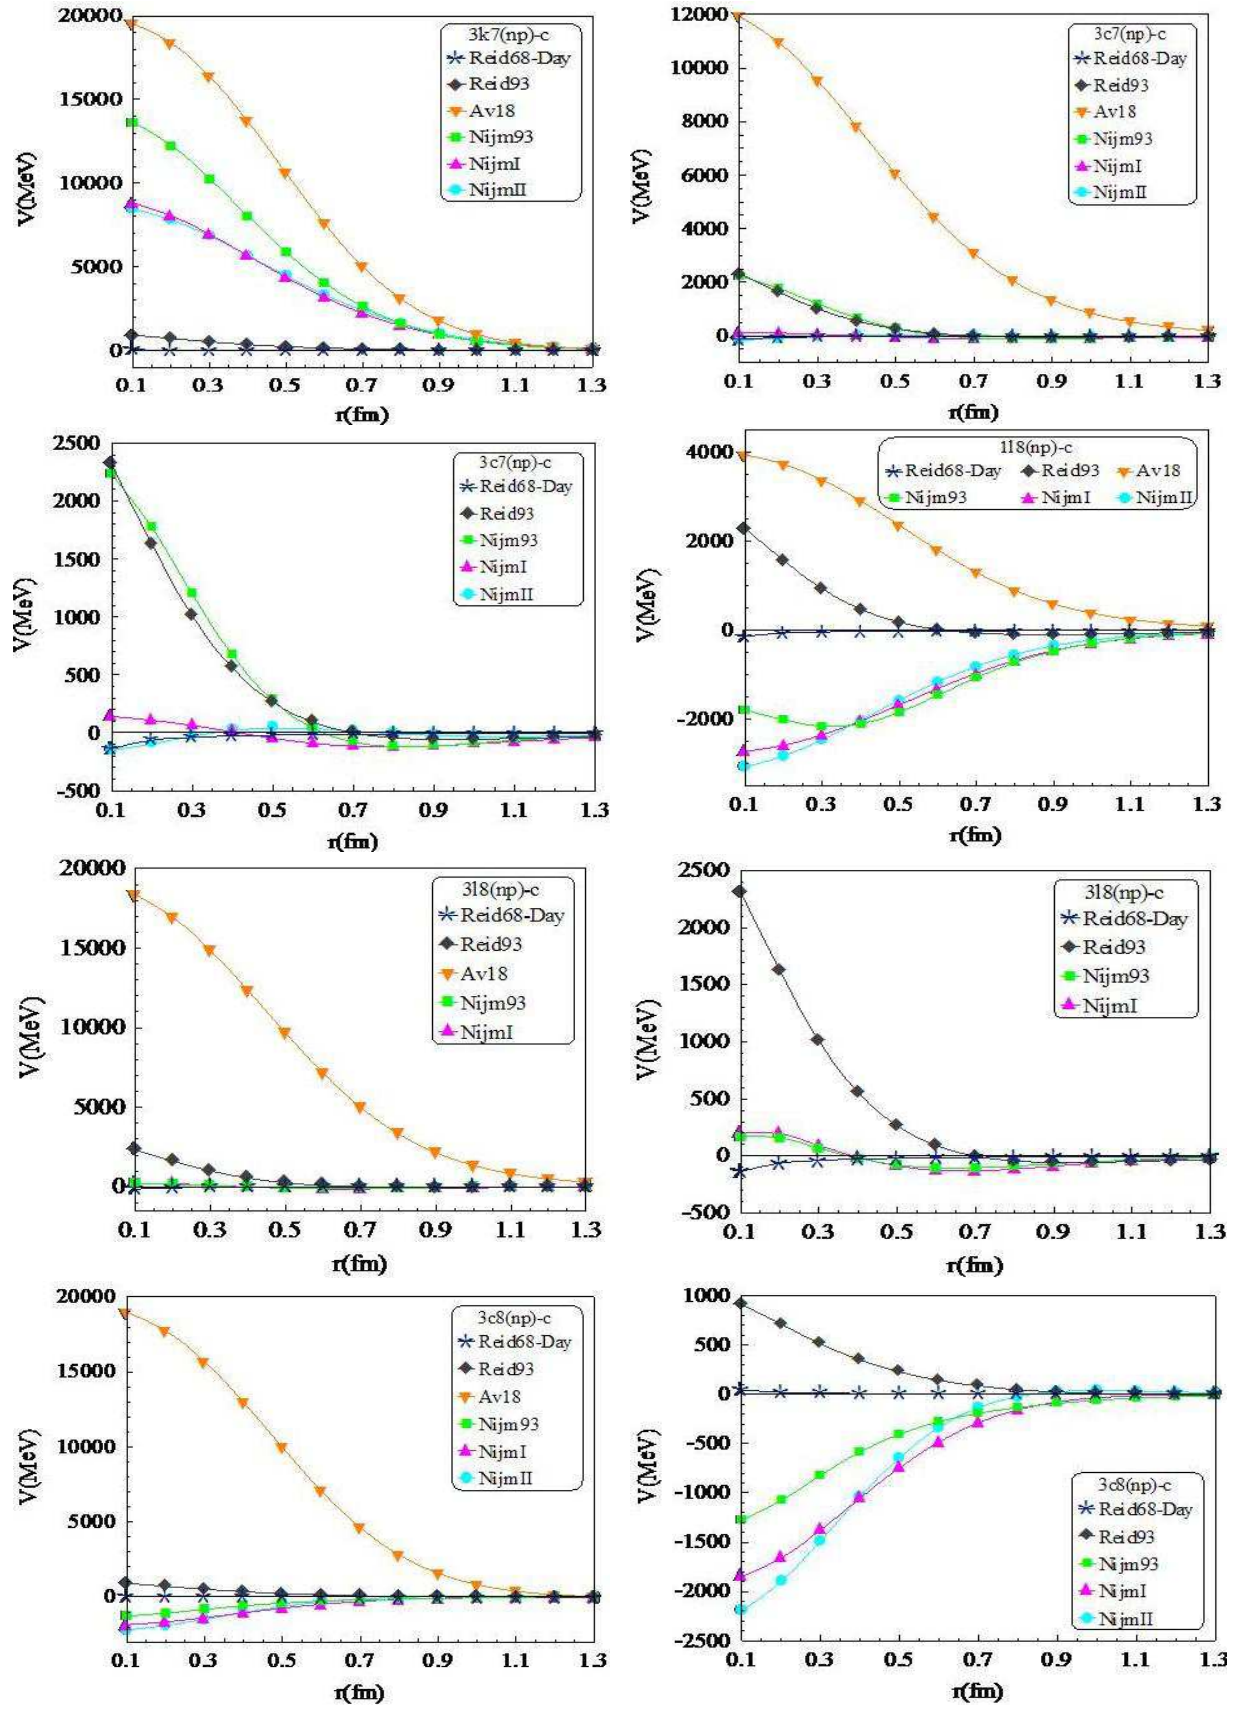 3k7(np)-c
Reid68-Day
Reid93
Av18
Nijm93
NijmI
NijmII
20000
15000
10000
5000
0
V(MeV)
0.1 0.3 0.5 0.7 0.9 1.1 1.3
r(fm)
3c7(np)-c
Reid68-Day
Reid93
Av18
Nijm93
NijmI
NijmII
12000
10000
8000
6000
4000
2000
0
V(MeV)
0.1 0.3 0.5 0.7 0.9 1.1 1.3
r(fm)
3c7(np)-c
Reid68-Day
Reid93
Nijm93
NijmI
NijmII
2500
2000
1500
1000
500
0
-500
V(MeV)
0.1 0.3 0.5 0.7 0.9 1.1 1.3
r(fm)
1l8(np)-c
Reid68-Day Reid93 Av18
Nijm93 NijmI NijmII
4000
2000
0
-2000
V(MeV)
0.1 0.3 0.5 0.7 0.9 1.1 1.3
r(fm)
3l8(np)-c
Reid68-Day
Reid93
Av18
Nijm93
NijmI
20000
15000
10000
5000
0
V(MeV)
0.1 0.3 0.5 0.7 0.9 1.1 1.3
r(fm)
3l8(np)-c
Reid68-Day
Reid93
Nijm93
NijmI
2500
2000
1500
1000
500
0
-500
V(MeV)
0.1 0.3 0.5 0.7 0.9 1.1 1.3
r(fm)
3c8(np)-c
Reid68-Day
Reid93
Av18
Nijm93
NijmI
NijmII
20000
15000
10000
5000
0
V(MeV)
0.1 0.3 0.5 0.7 0.9 1.1 1.3
r(fm)
1000
500
0
-500
-1000
-1500
-2000
-2500
V(MeV)
3c8(np)-c
Reid68-Day
Reid93
Nijm93
NijmI
NijmII
0.1 0.3 0.5 0.7 0.9 1.1 1.3
r(fm)